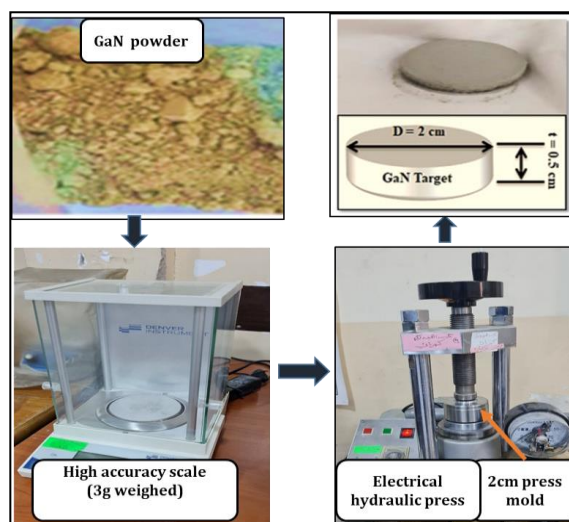 GaN powder
D = 2 cm
t = 0.5 cm
GaN Target
DENVER
INSTRUMENT
High accuracy scale
(3g weighed)
Electrical
hydraulic press
2cm press
mold